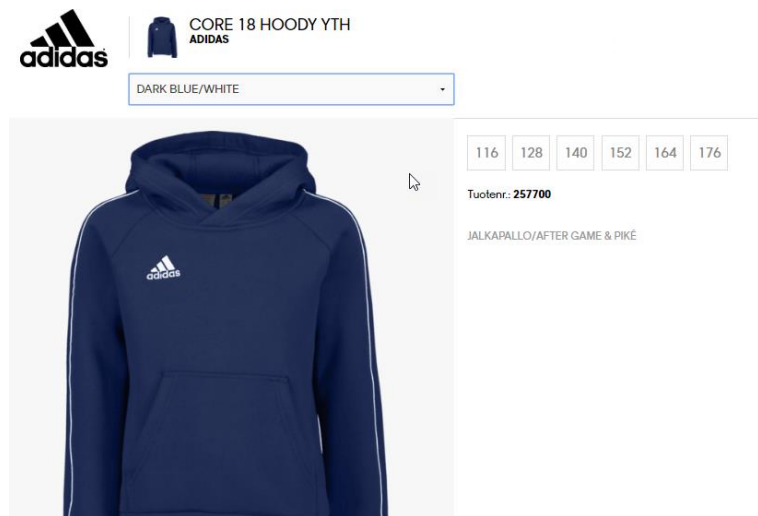 adidas
CORE 18 HOODY YTH
ADIDAS
DARK BLUE/WHITE
116 128 140 152 164 176
Tuotenr.: 257700
JALKAPALLO/AFTER GAME & PIKÉ
adidas